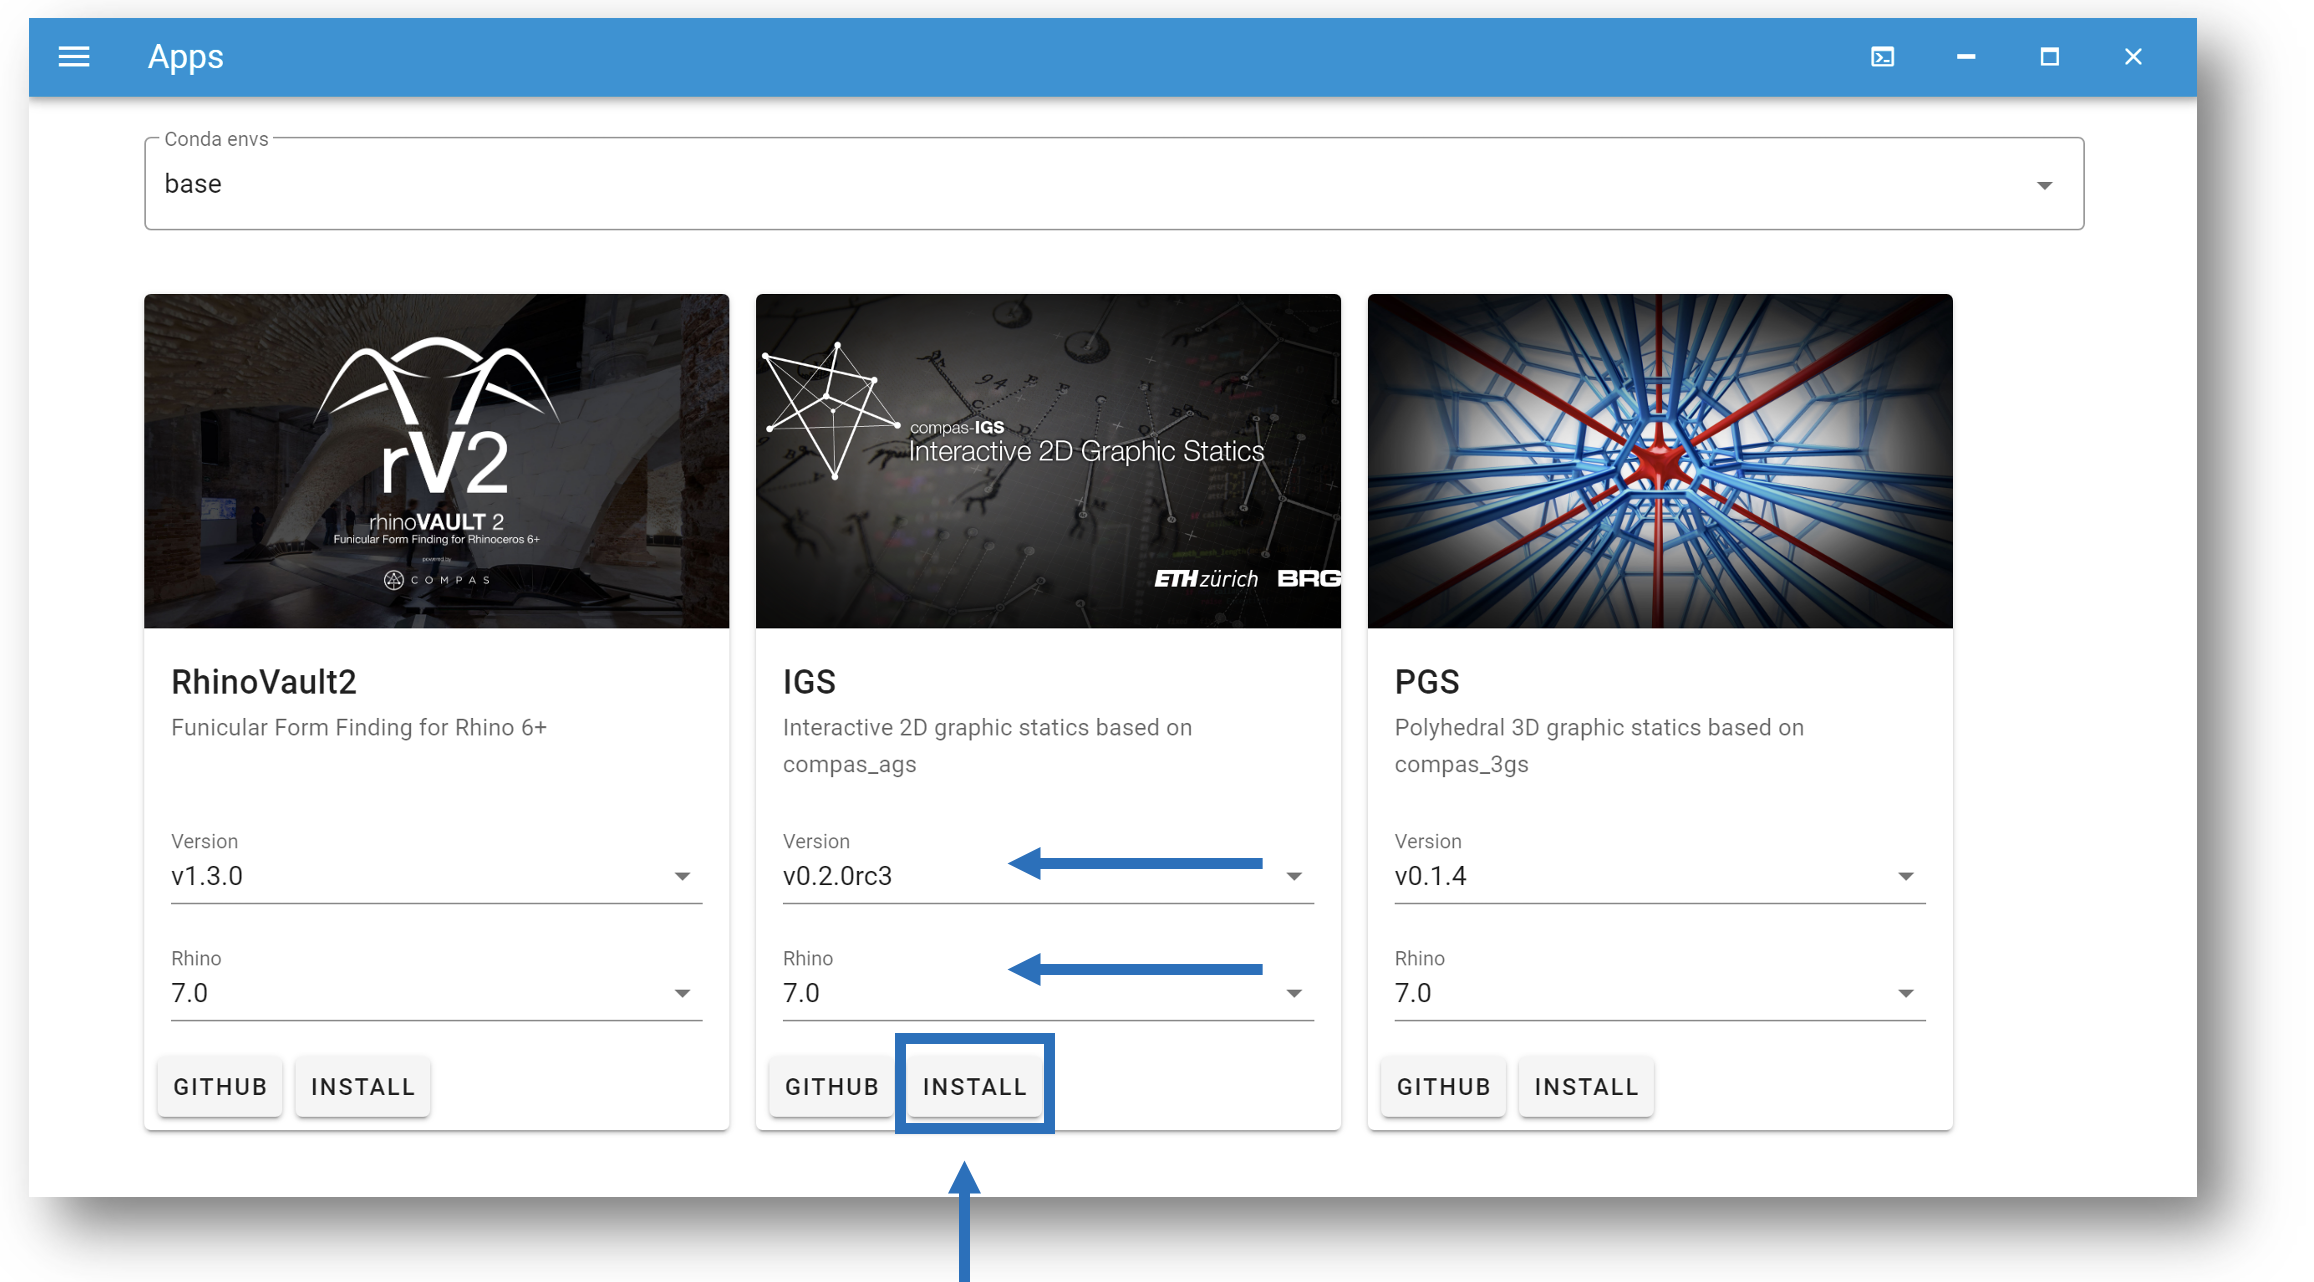 Apps
Conda envs
base
rV2
rhinoVAULT 2
Funicular Form Finding for Rhinoceros 6+
powered by
COMPAS
compas-IGS
Interactive 2D Graphic Statics
ETH zürich BRG
RhinoVault2
Funicular Form Finding for Rhino 6+
Version
v1.3.0
Rhino
7.0
GITHUB INSTALL
IGS
Interactive 2D graphic statics based on
compas_ags
Version
v0.2.0rc3
Rhino
7.0
GITHUB INSTALL
PGS
Polyhedral 3D graphic statics based on
compas_3gs
Version
v0.1.4
Rhino
7.0
GITHUB INSTALL